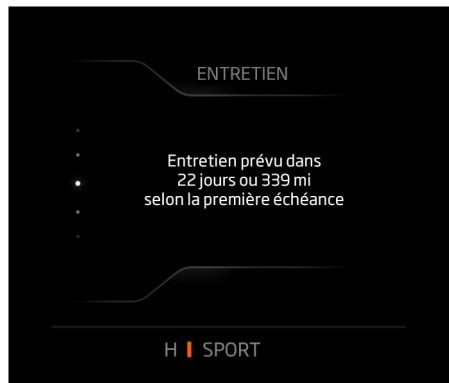 ENTRETIEN
Entretien prévu dans
22 jours ou 339 mi
selon la première échéance
H SPORT